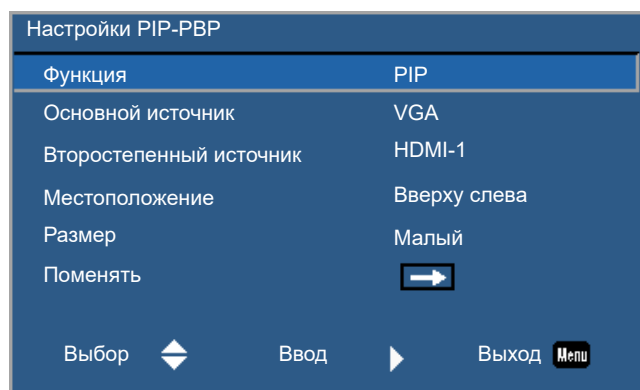 Настройки PIP-PBP
Функция PIP
Основной источник VGA
Второстепенный источник HDMI-1
Местоположение Вверху слева
Размер Малый
Поменять
Выбор Ввод Выход Menu